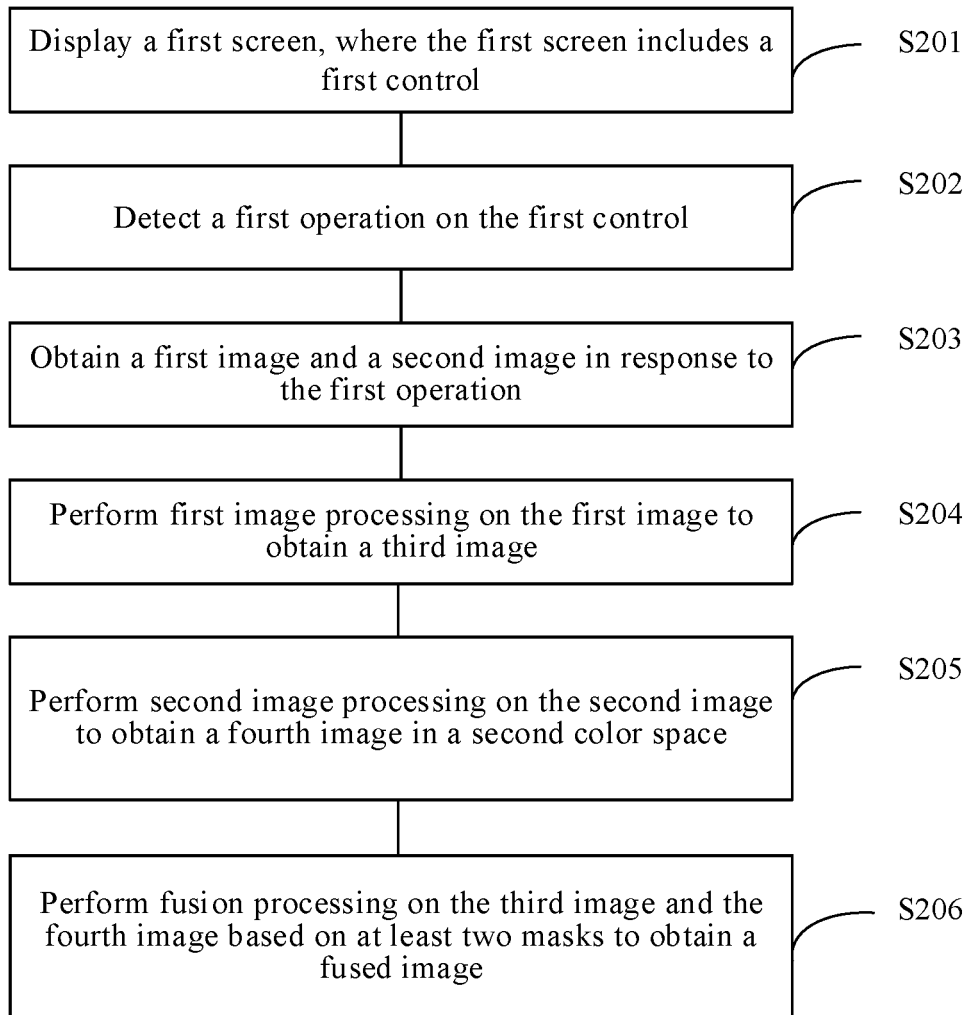 Display a first screen, where the first screen includes a
first control
S201
Detect a first operation on the first control
S202
Obtain a first image and a second image in response to
the first operation
S203
Perform first image processing on the first image to
obtain a third image
S204
Perform second image processing on the second image
to obtain a fourth image in a second color space
S205
Perform fusion processing on the third image and the
fourth image based on at least two masks to obtain a
fused image
S206